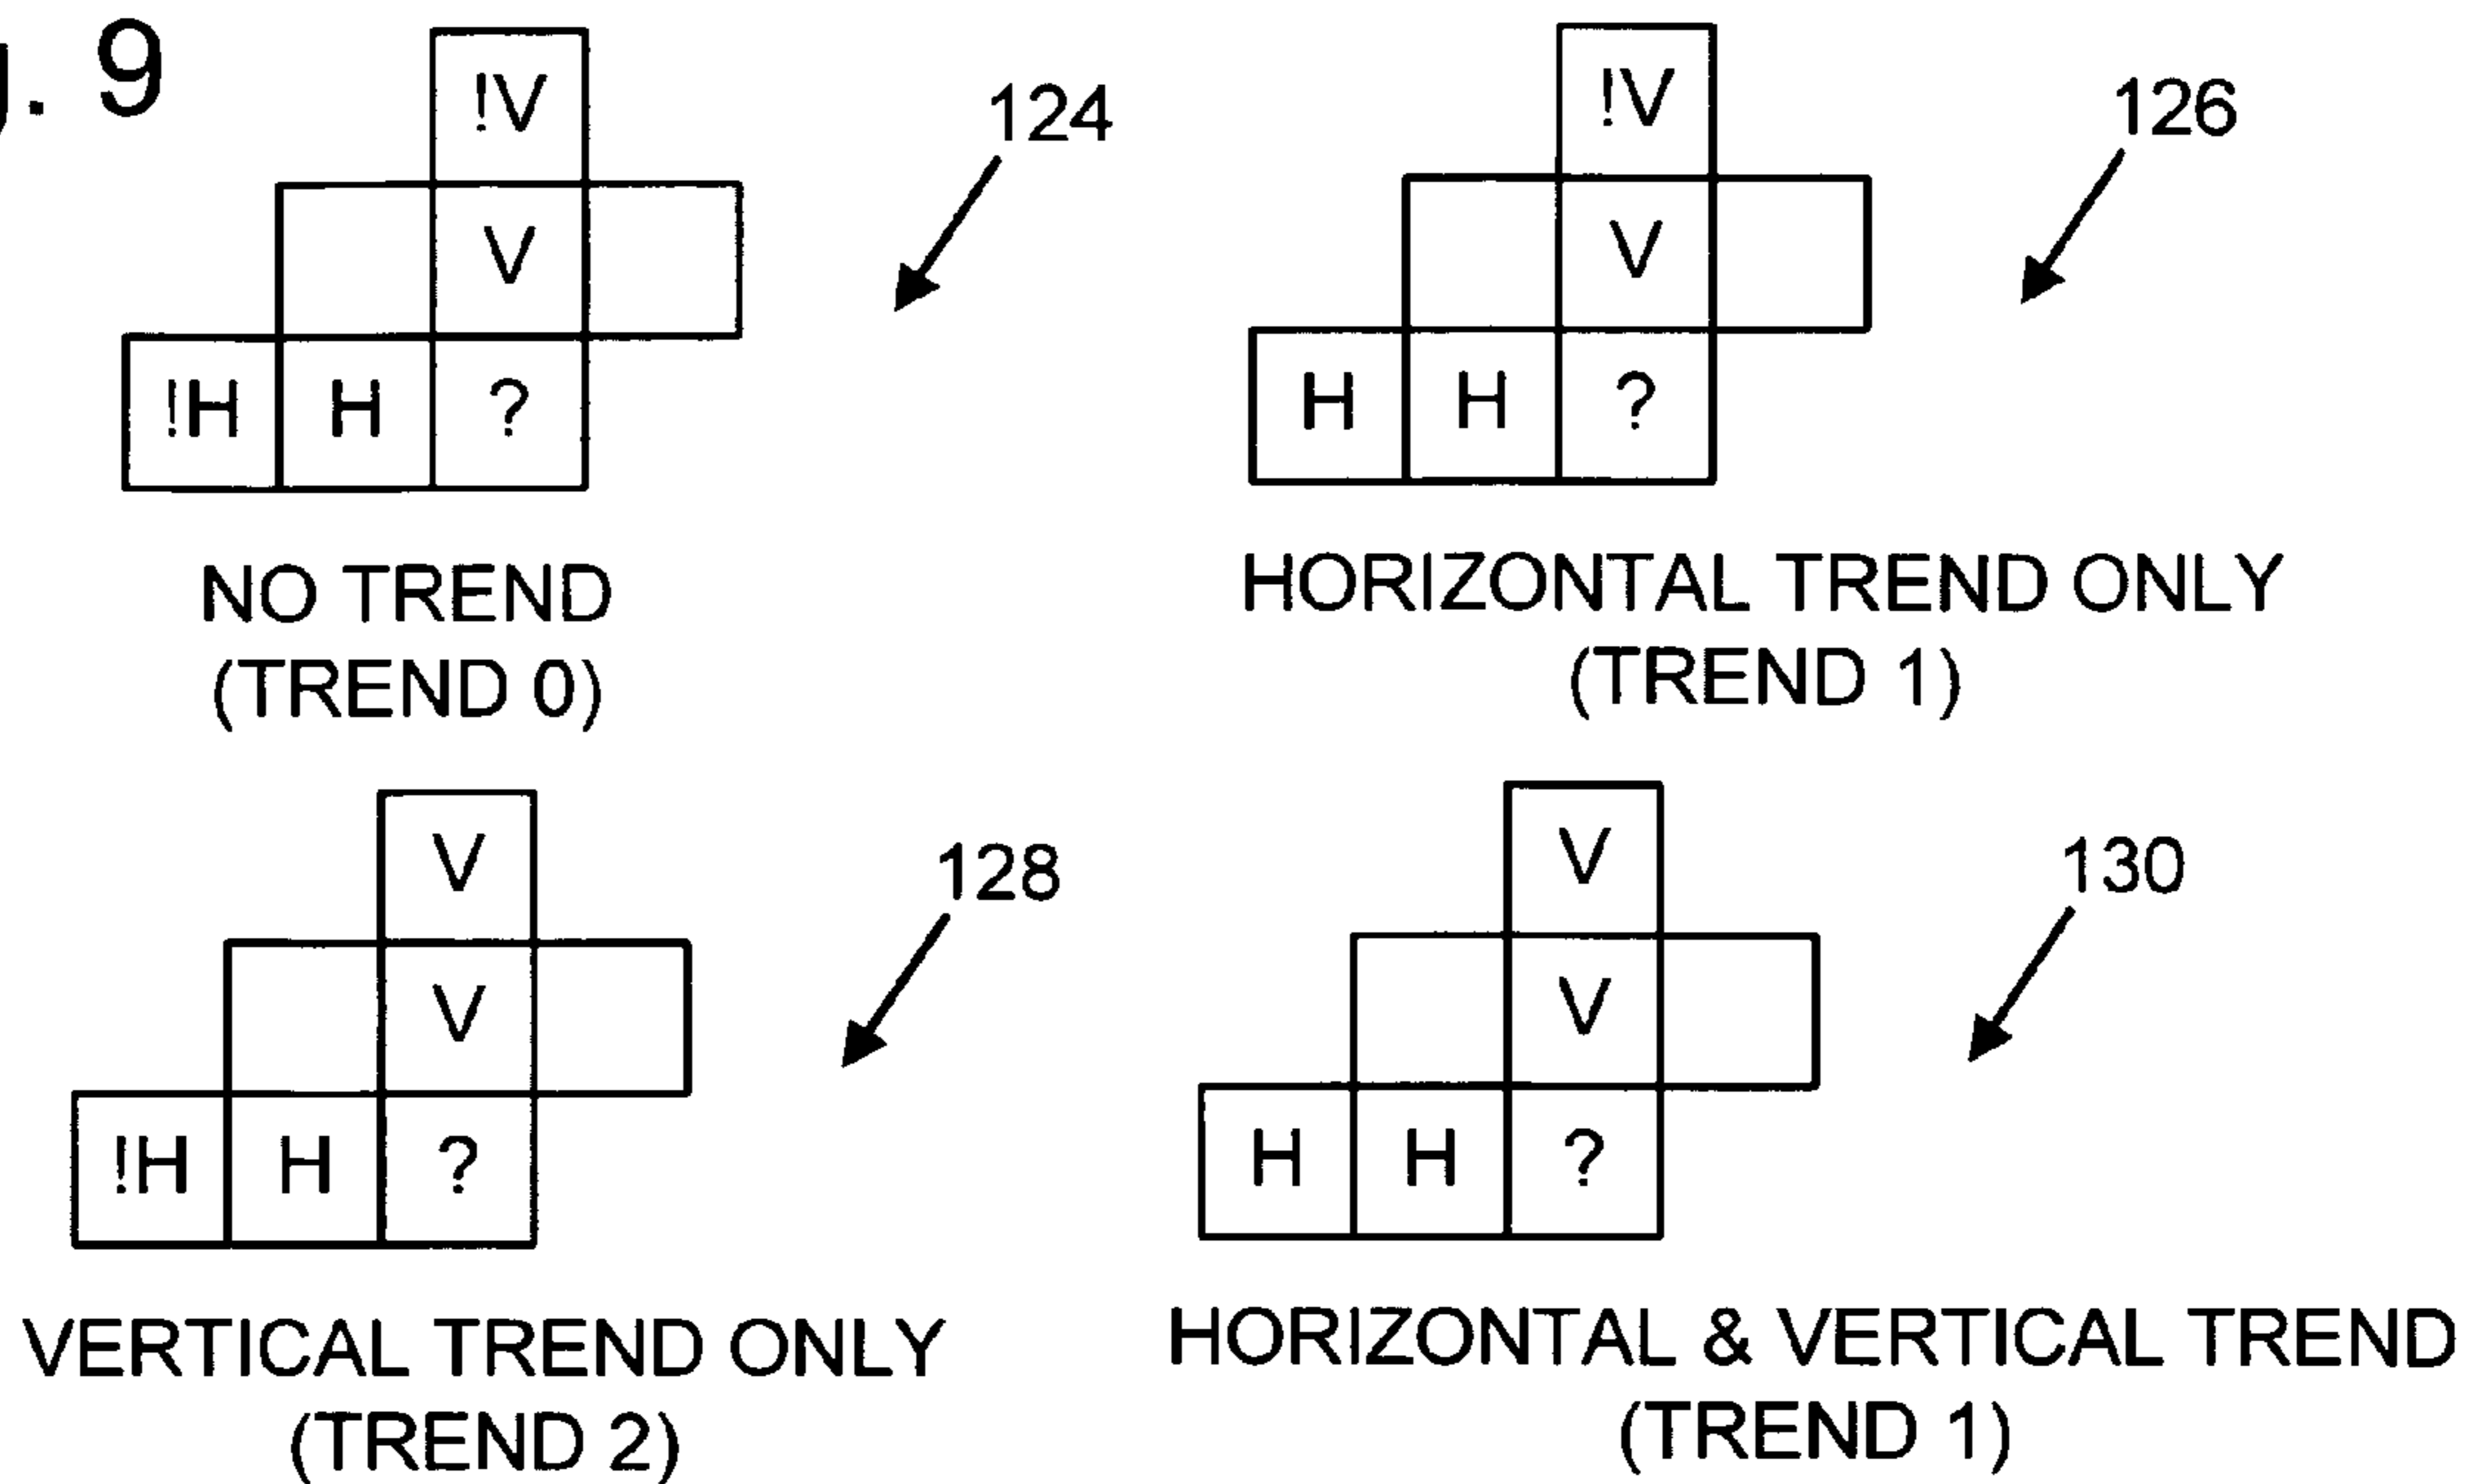 . 9
!V
124
V
!H H ?
NO TREND
(TREND 0)
!V
126
V
H H ?
HORIZONTAL TREND ONLY
(TREND 1)
V
128
V
!H H ?
VERTICAL TREND ONLY
(TREND 2)
V
130
V
H H ?
HORIZONTAL & VERTICAL TREND
(TREND 1)